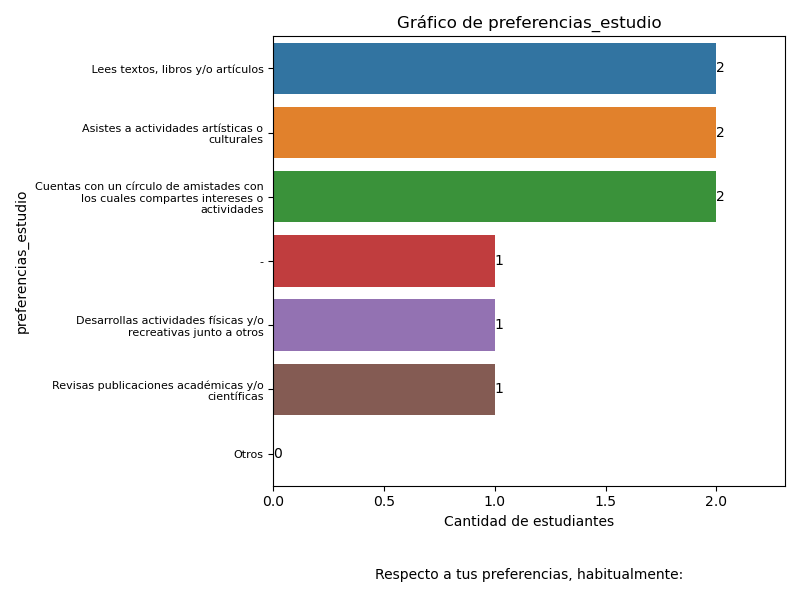 Gráfico de preferencias_estudio
Lees textos, libros y/o artículos
2
Asistes a actividades artísticas o
culturales
2
Cuentas con un círculo de amistades con
los cuales compartes intereses o
actividades
2
-
1
Desarrollas actividades físicas y/o
recreativas junto a otros
1
Revisas publicaciones académicas y/o
científicas
1
Otros
0
preferencias_estudio
0.0 0.5 1.0 1.5 2.0
Cantidad de estudiantes
Respecto a tus preferencias, habitualmente: